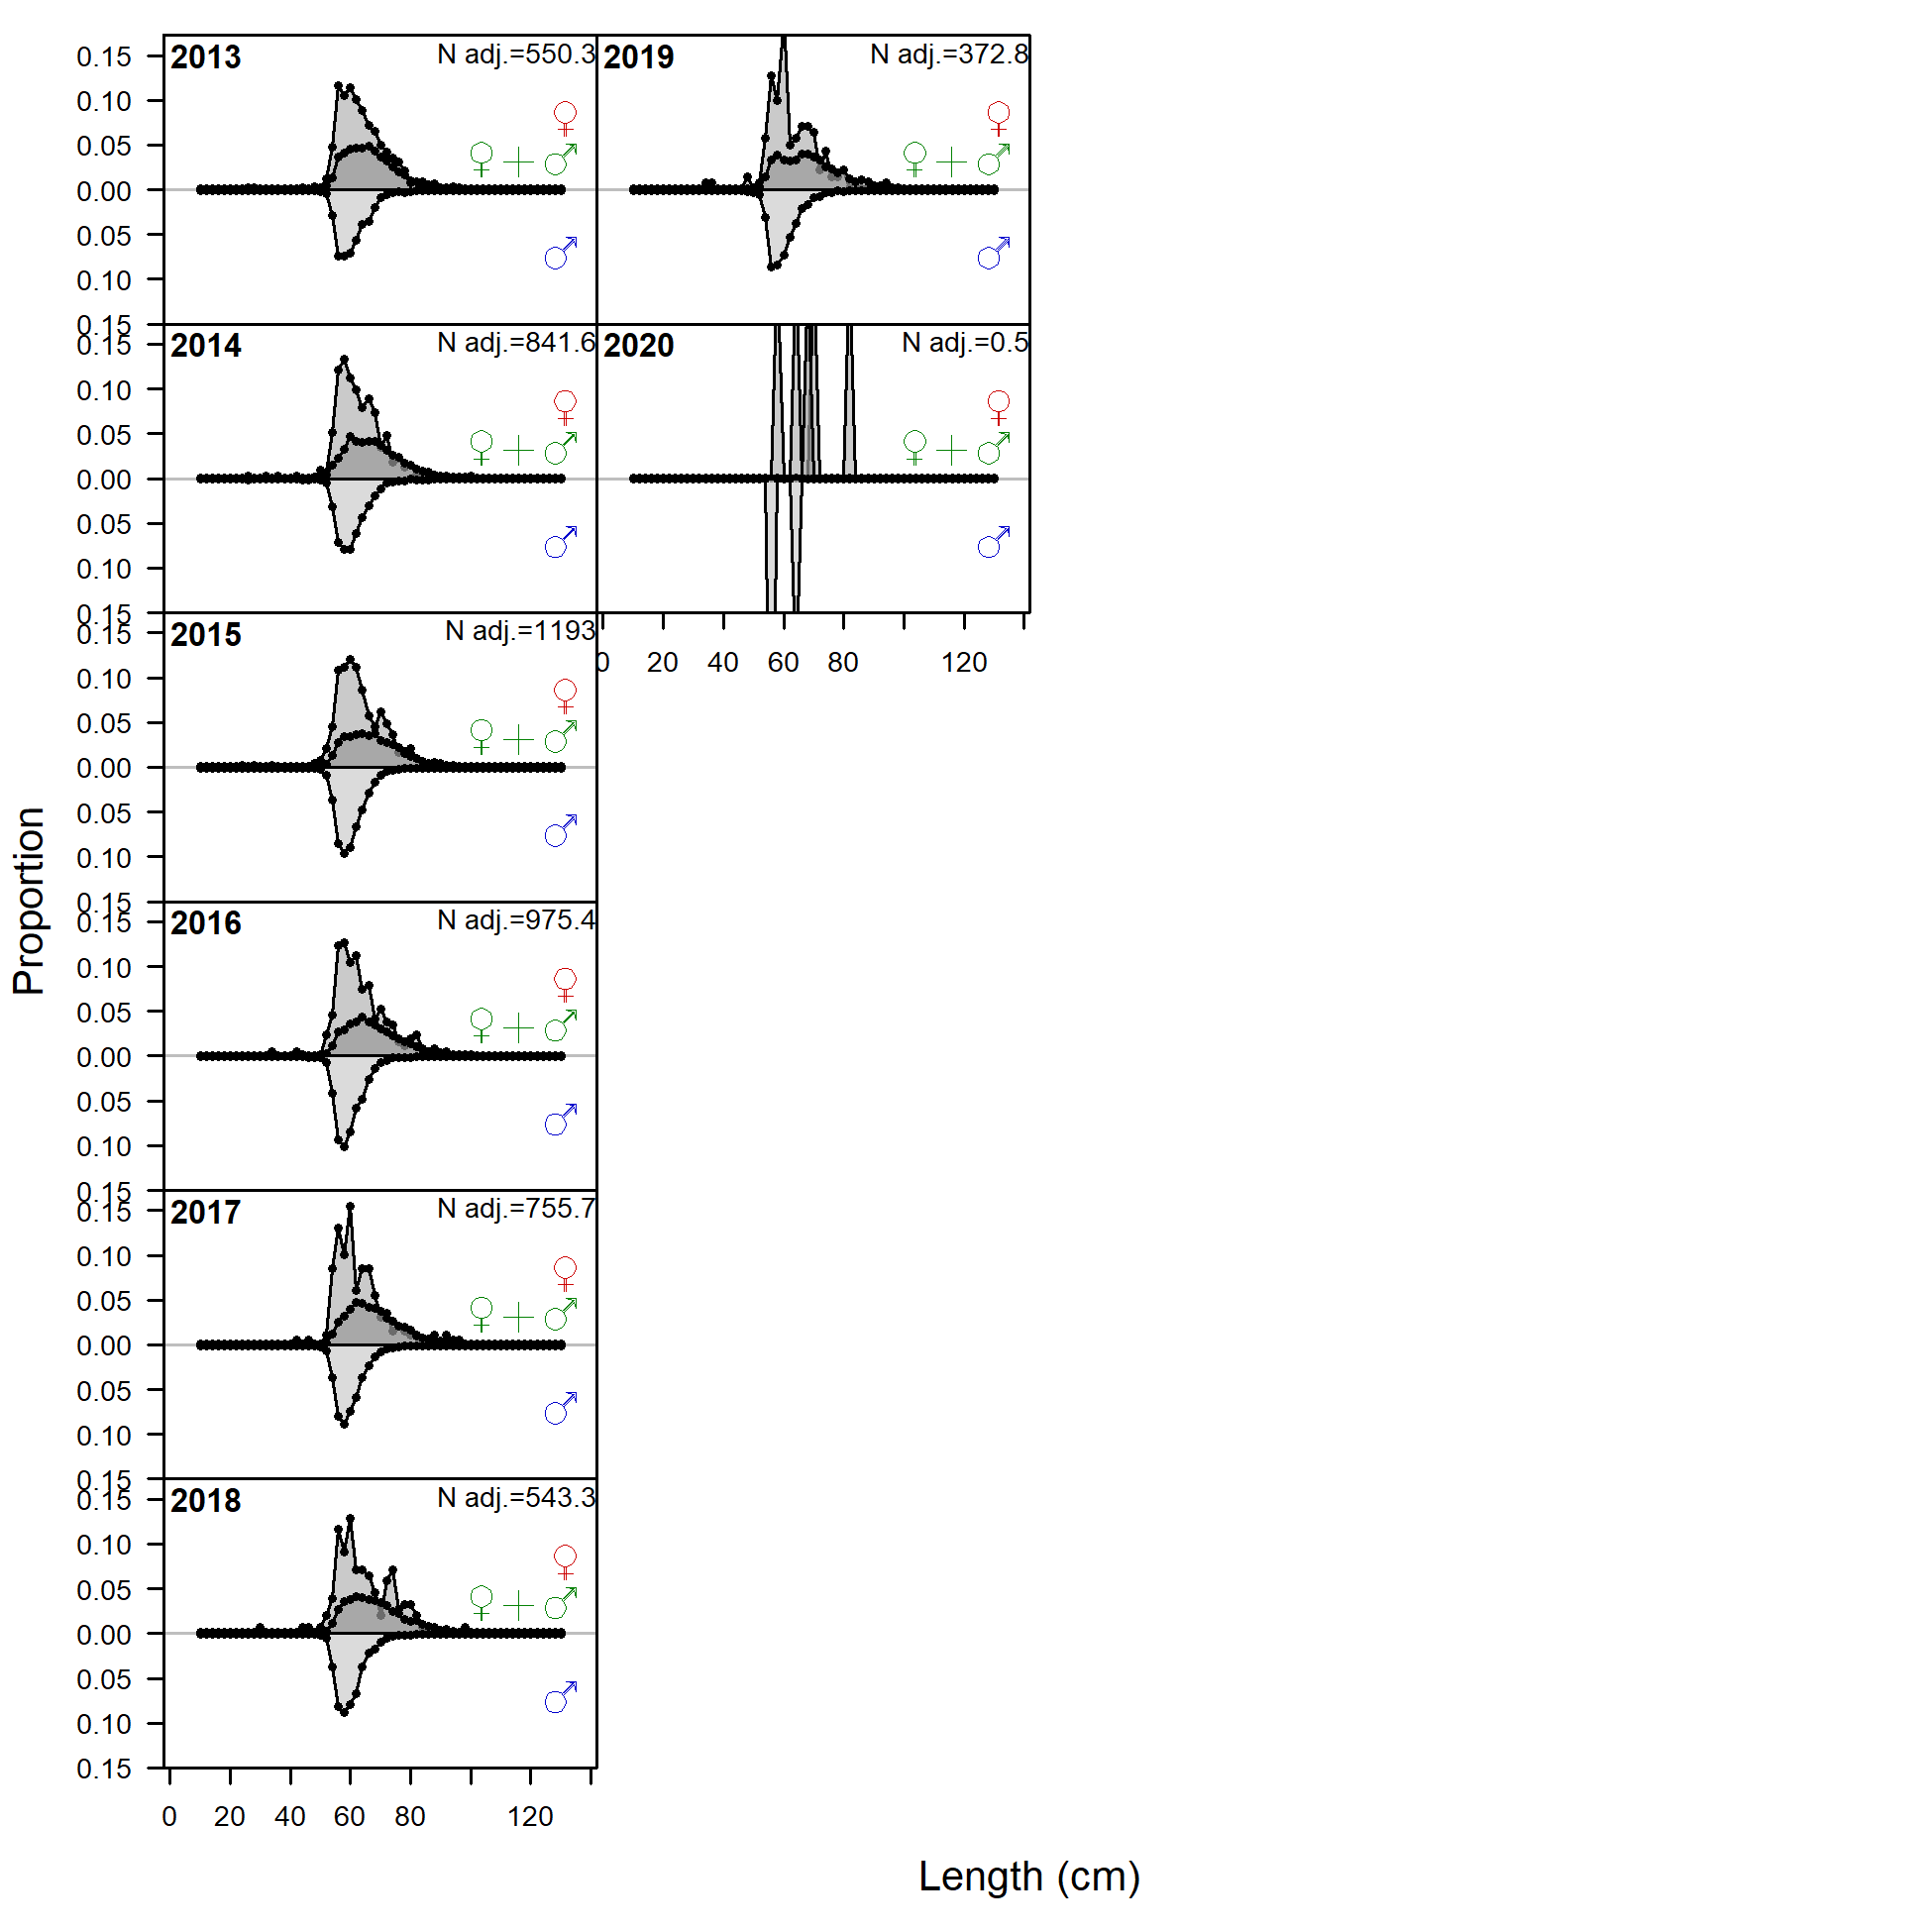 2013 N adj.=550.3
0.15
0.10
0.05
0.00
0.05
0.10
0.15
♀
♀ + ♂
♂
2019 N adj.=372.8
♀
♀ + ♂
♂
2014 N adj.=841.6
0.15
0.10
0.05
0.00
0.05
0.10
0.15
♀
♀ + ♂
♂
2020 N adj.=0.5
♀
♀ + ♂
♂
0 20 40 60 80 120
2015 N adj.=1193
0.15
0.10
0.05
0.00
0.05
0.10
0.15
♀
♀ + ♂
♂
2016 N adj.=975.4
0.15
0.10
0.05
0.00
0.05
0.10
0.15
♀
♀ + ♂
♂
2017 N adj.=755.7
0.15
0.10
0.05
0.00
0.05
0.10
0.15
♀
♀ + ♂
♂
2018 N adj.=543.3
0.15
0.10
0.05
0.00
0.05
0.10
0.15
♀
♀ + ♂
♂
0 20 40 60 80 120
Proportion
Length (cm)